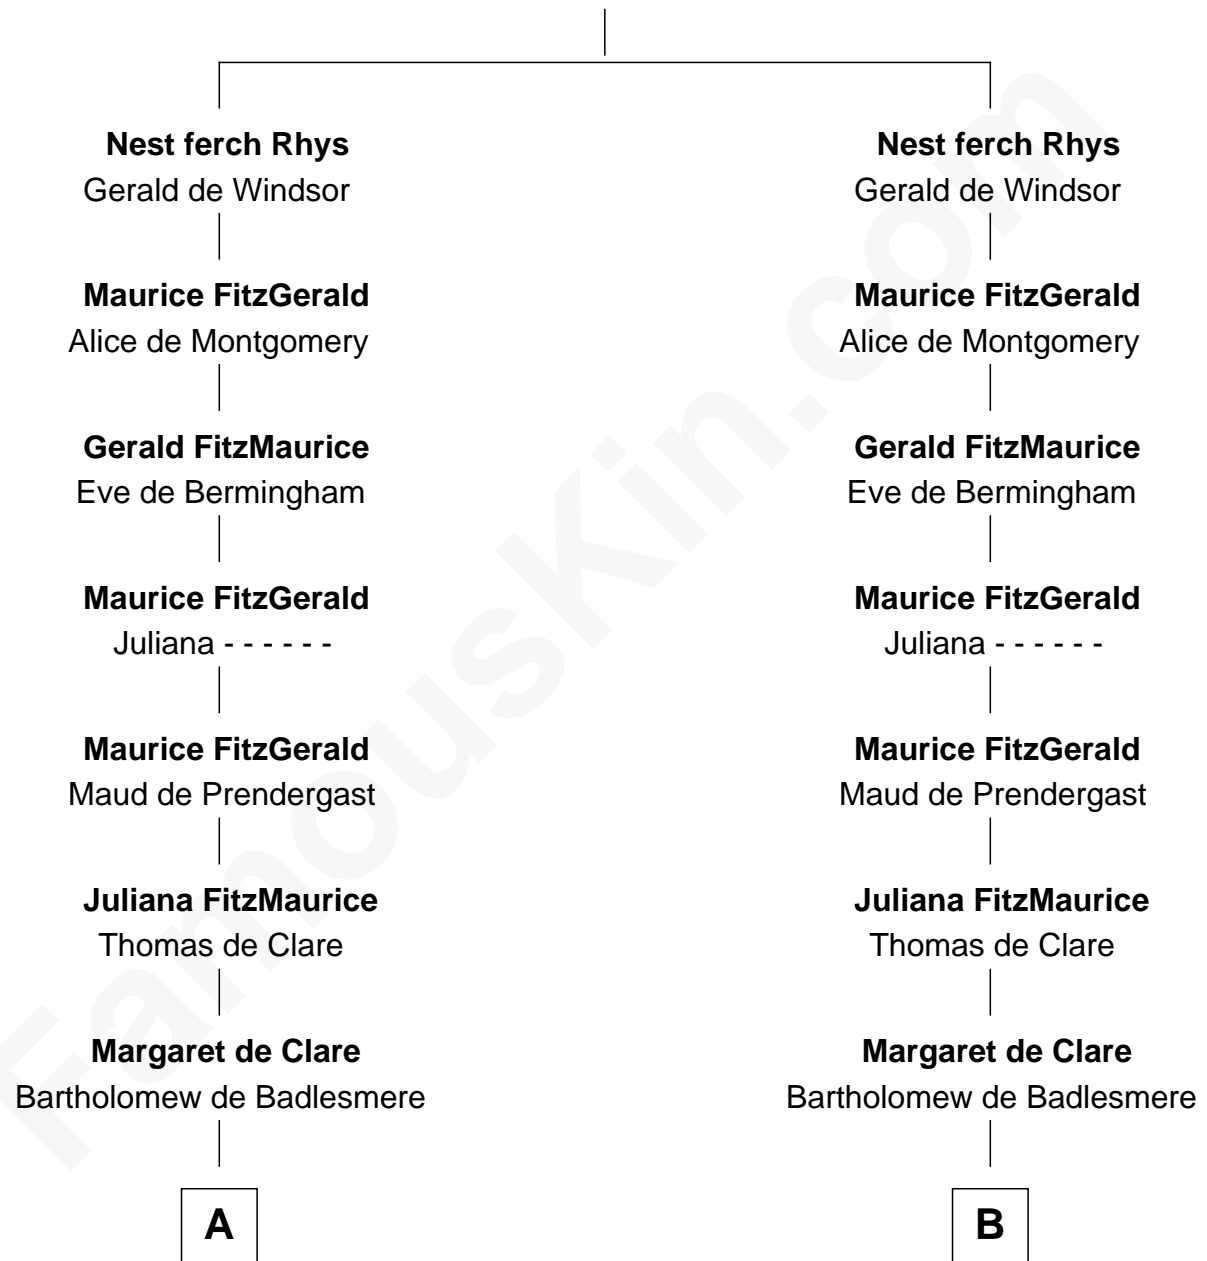 Nest ferch Rhys Nest ferch Rhys
Gerald de Windsor Gerald de Windsor
Maurice FitzGerald Maurice FitzGerald
Alice de Montgomery Alice de Montgomery
Gerald FitzMaurice Gerald FitzMaurice
Eve de Bermingham Eve de Bermingham
Maurice FitzGerald Maurice FitzGerald
Juliana - - - - - - Juliana - - - - - -
Maurice FitzGerald Maurice FitzGerald
Maud de Prendergast Maud de Prendergast
Juliana FitzMaurice Juliana FitzMaurice
Thomas de Clare Thomas de Clare
Margaret de Clare Margaret de Clare
Bartholomew de Badlesmere Bartholomew de Badlesmere
A B
FamousKin.com